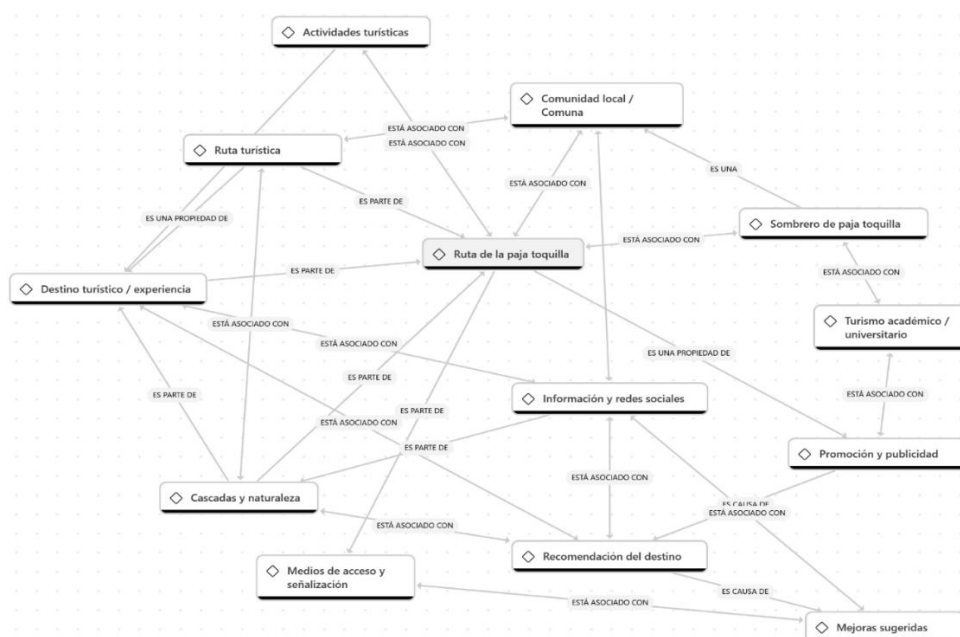 Actividades turísticas
Comunidad local /
Comuna
ESTÁ ASOCIADO CON
ESTÁ ASOCIADO CON
Ruta turística
ES UNA
ESTÁ ASOCIADO CON
ES PARTE DE
ES UNA PROPIEDAD DE
Sombrero de paja toquilla
ESTÁ ASOCIADO CON
Ruta de la paja toquilla
ES PARTE DE
ESTÁ ASOCIADO CON
Destino turístico / experiencia
ESTÁ ASOCIADO CON
Turismo académico /
universitario
ESTÁ ASOCIADO CON
ES UNA PROPIEDAD DE
ES PARTE DE
ES PARTE DE
ESTÁ ASOCIADO CON
Información y redes sociales
ES PARTE DE
ESTÁ ASOCIADO CON
ES PARTE DE
Promoción y publicidad
ESTÁ ASOCIADO CON
Cascadas y naturaleza
ES CAUSA DE
ESTÁ ASOCIADO CON
ESTÁ ASOCIADO CON
Recomendación del destino
Medios de acceso y
señalización
ES CAUSA DE
ESTÁ ASOCIADO CON
Mejoras sugeridas